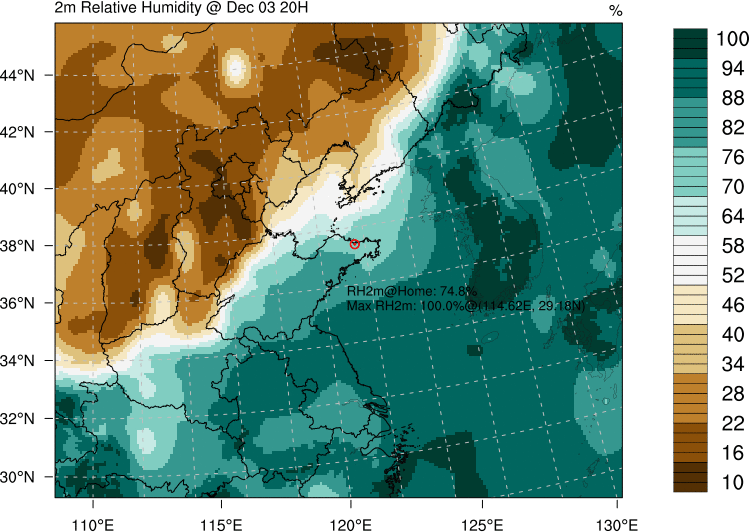 2m Relative Humidity @ Dec 03 20H
%
100
94
88
82
76
70
64
58
52
46
40
34
28
22
16
10
44°N
42°N
40°N
38°N
36°N
34°N
32°N
30°N
RH2m@Home: 74.8%
Max RH2m: 100.0%@(114.62E, 29.18N)
110°E 115°E 120°E 125°E 130°E